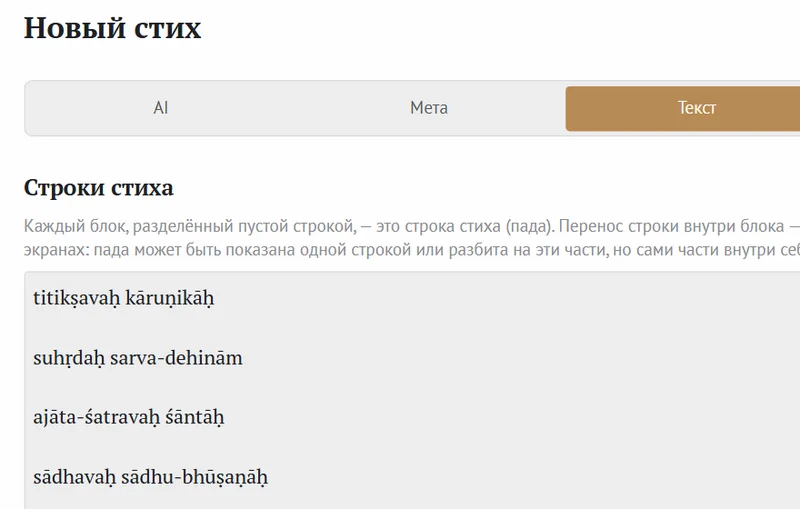 Новый стих
AI
Мета
Текст
Строки стиха
Каждый блок, разделённый пустой строкой, — это строка стиха (пада). Перенос строки внутри блока —
экранах: пада может быть показана одной строкой или разбита на эти части, но сами части внутри
titikṣavaḥ kāruṇikāḥ
suhṛdaḥ sarva-dehinām
ajāta-śatravaḥ śāntāḥ
sādhavaḥ sādhu-bhūṣaṇāḥ